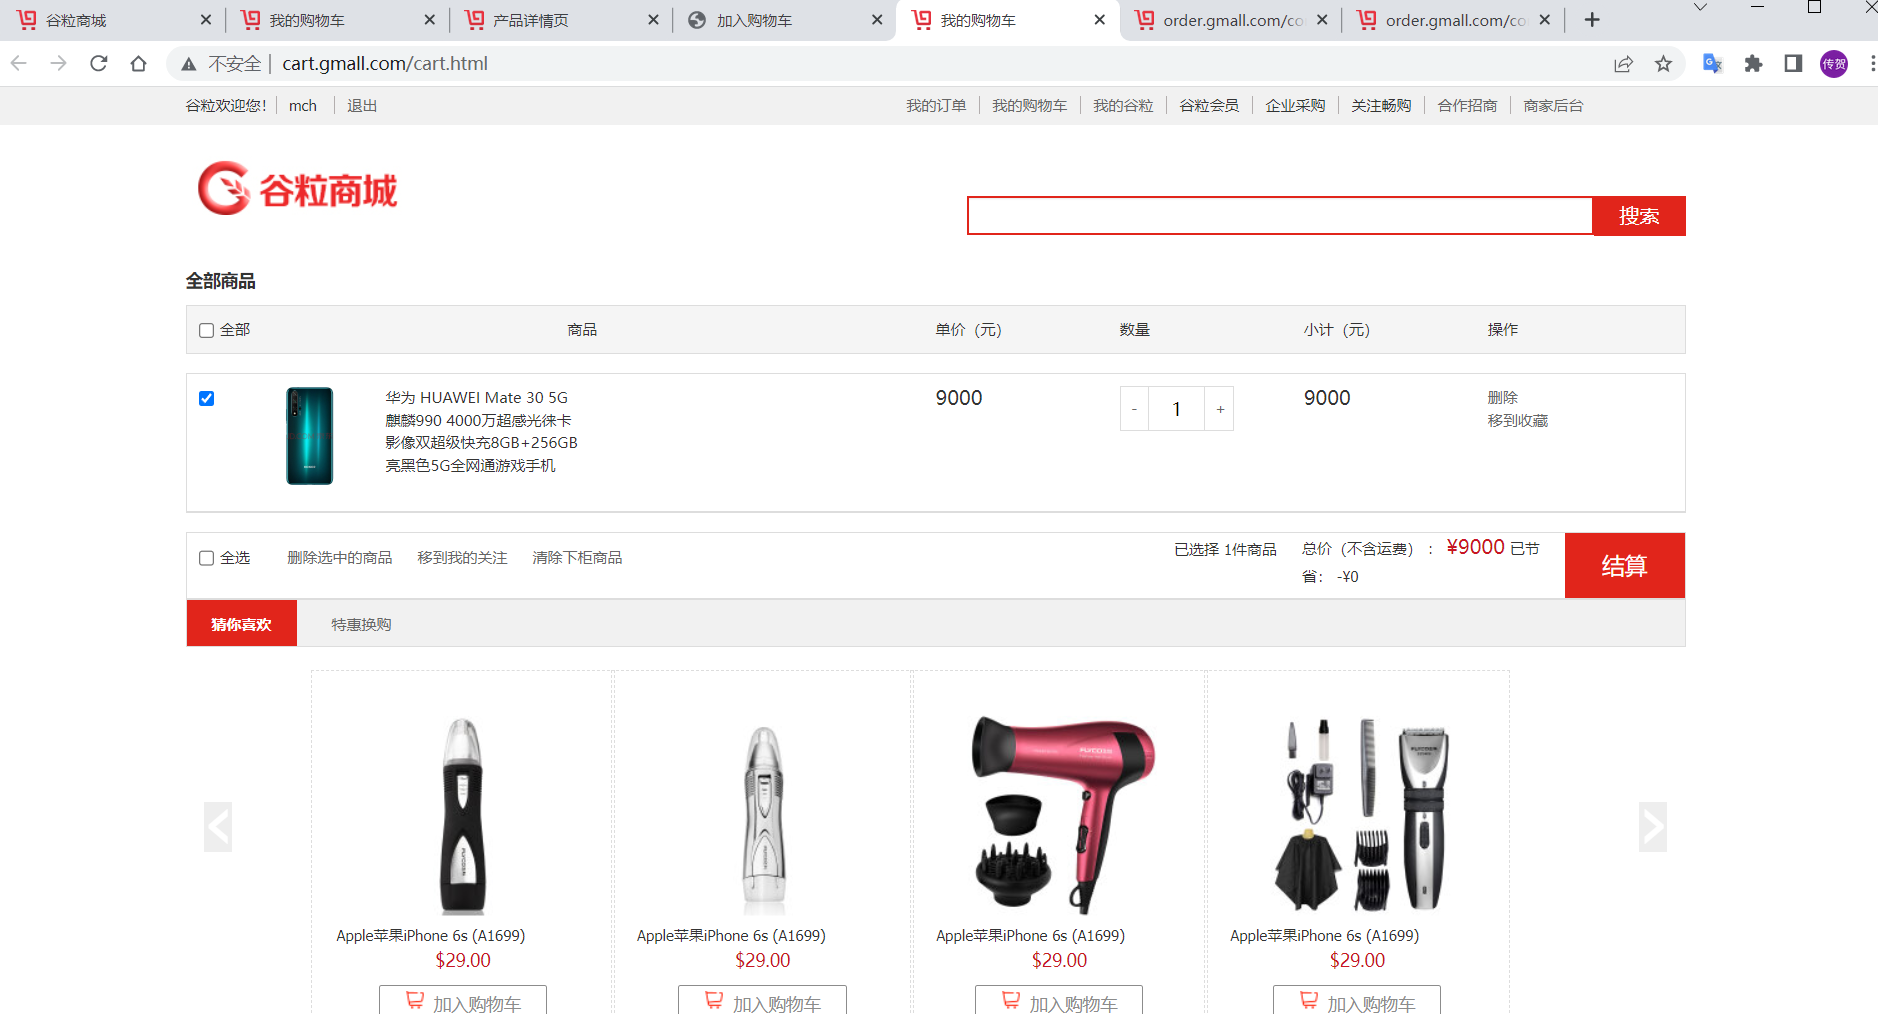 谷粒商城 我的购物车 产品详情页 加入购物车 我的购物车 order.gmall.com/co order.gmall.com/co
不安全 cart.gmall.com/cart.html 传贺
谷粒欢迎您! mch 退出 我的订单 我的购物车 我的谷粒 谷粒会员 企业采购 关注畅购 合作招商 商家后台
谷粒商城
搜索
全部商品
全部 商品 单价（元） 数量 小计（元） 操作
华为 HUAWEI Mate 30 5G 9000 - 1 + 9000 删除
麒麟990 4000万超感光徕卡 移到收藏
影像双超级快充8GB+256GB
亮黑色5G全网通游戏手机
全选 删除选中的商品 移到我的关注 清除下柜商品 已选择 1件商品 总价（不含运费）： ¥9000 已节
省： -¥0
结算
猜你喜欢 特惠换购
Apple苹果iPhone 6s (A1699) Apple苹果iPhone 6s (A1699) Apple苹果iPhone 6s (A1699) Apple苹果iPhone 6s (A1699)
$29.00 $29.00 $29.00 $29.00
加入购物车 加入购物车 加入购物车 加入购物车